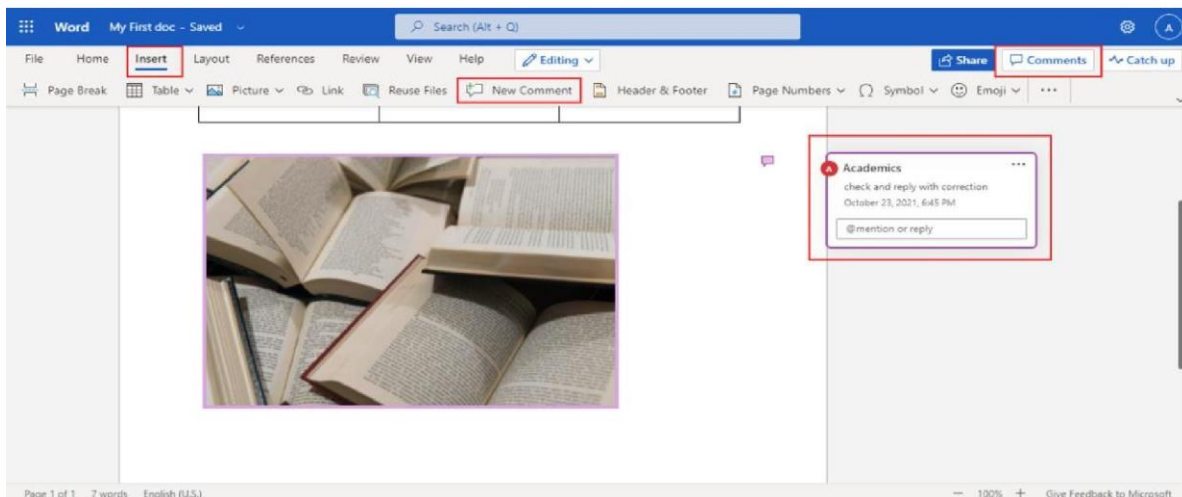 Word My First doc - Saved Search (Alt + Q) A
File Home Insert Layout References Review View Help Editing Share Comments Catch up
Page Break Table Picture Link Reuse Files New Comment Header & Footer Page Numbers Symbol Emoji ...
A Academics ...
check and reply with correction
October 23, 2021, 6:45 PM
@mention or reply
Page 1 of 1 7 words English (U.S.) − 100% + Give Feedback to Microsoft